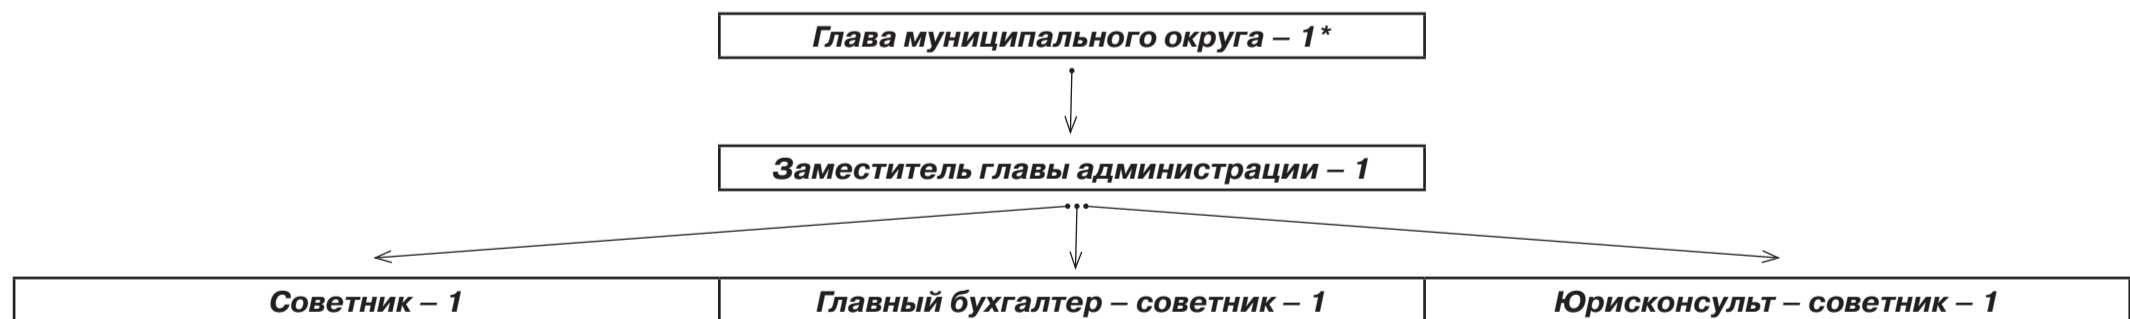 Глава муниципального округа – 1*
Заместитель главы администрации – 1
Советник – 1
Главный бухгалтер – советник – 1
Юрисконсульт – советник – 1